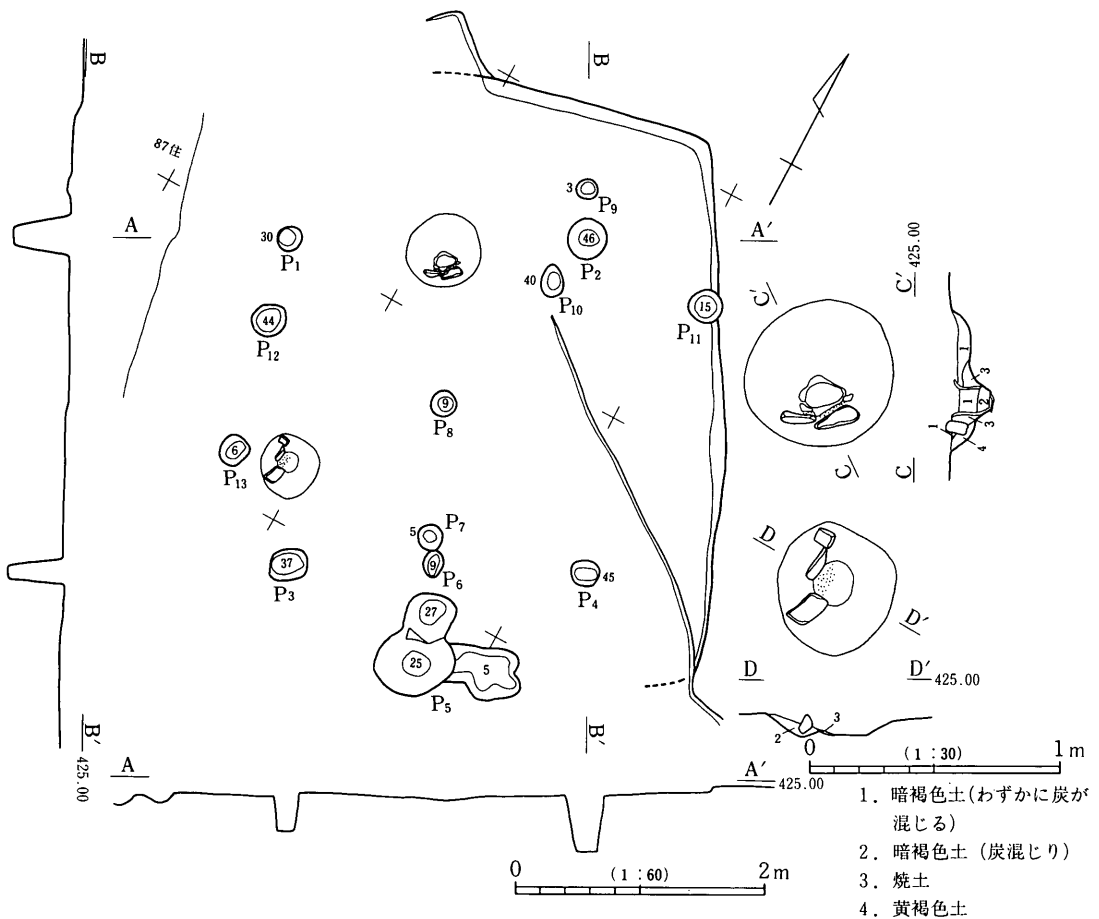 B
B
87住
A
A'
3
P9
46
P2
30
P1
40
P10
15
P11
44
P12
C'
C'
425.00
1
3
1
2
3
1
4
C
C
9
P8
6
P13
5
P7
9
P6
37
P3
45
P4
27
25
5
P5
D
D'
D
D'
425.00
2
3
B'
425.00
B'
A
A'
425.00
0
(1:30)
1m
1. 暗褐色土(わずかに炭が
混じる)
2. 暗褐色土(炭混じり)
3. 焼土
4. 黄褐色土
0
(1:60)
2m